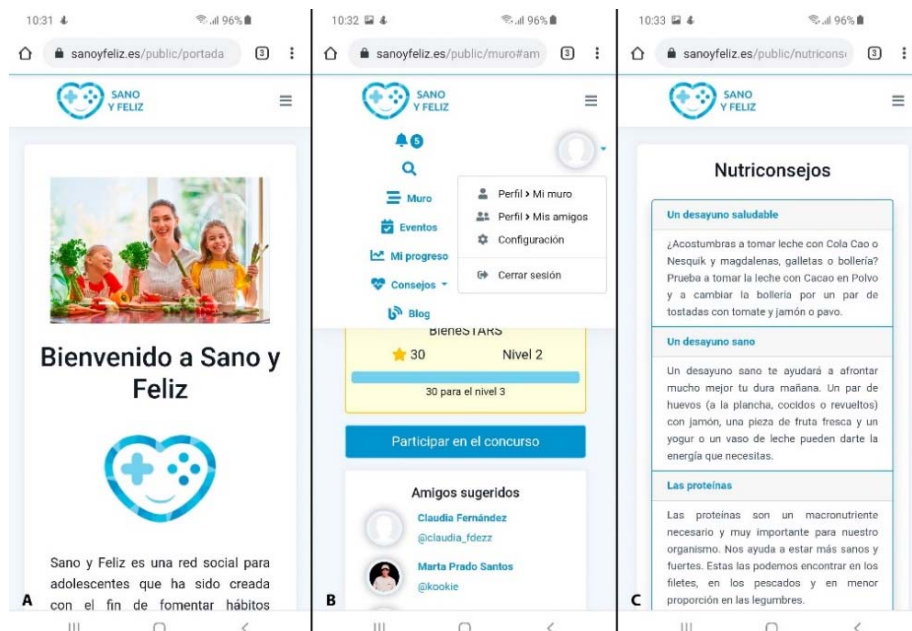 10:31
96%
sanoyfeliz.es/public/portada
3
SANO
Y FELIZ
Bienvenido a Sano y
Feliz
Sano y Feliz es una red social para
adolescentes que ha sido creada
con el fin de fomentar hábitos
A
10:32
96%
sanoyfeliz.es/public/muro#am
3
SANO
Y FELIZ
5
Muro
Eventos
Mi progreso
Consejos
Blog
Perfil > Mi muro
Perfil > Mis amigos
Configuración
Cerrar sesión
BieneSTARS
30 Nivel 2
30 para el nivel 3
Participar en el concurso
Amigos sugeridos
Claudia Fernández
@claudia_fdezz
Marta Prado Santos
@kookie
B
10:33
96%
sanoyfeliz.es/public/nutricons
3
SANO
Y FELIZ
Nutriconsejos
Un desayuno saludable
¿Acostumbras a tomar leche con Cola Cao o
Nesquik y magdalenas, galletas o bollería?
Prueba a tomar la leche con Cacao en Polvo
y a cambiar la bollería por un par de
tostadas con tomate y jamón o pavo.
Un desayuno sano
Un desayuno sano te ayudará a afrontar
mucho mejor tu dura mañana. Un par de
huevos (a la plancha, cocidos o revueltos)
con jamón, una pieza de fruta fresca y un
yogur o un vaso de leche pueden darte la
energía que necesitas.
Las proteínas
Las proteínas son un macronutriente
necesario y muy importante para nuestro
organismo. Nos ayuda a estar más sanos y
fuertes. Estas las podemos encontrar en los
filetes, en los pescados y en menor
proporción en las legumbres.
C